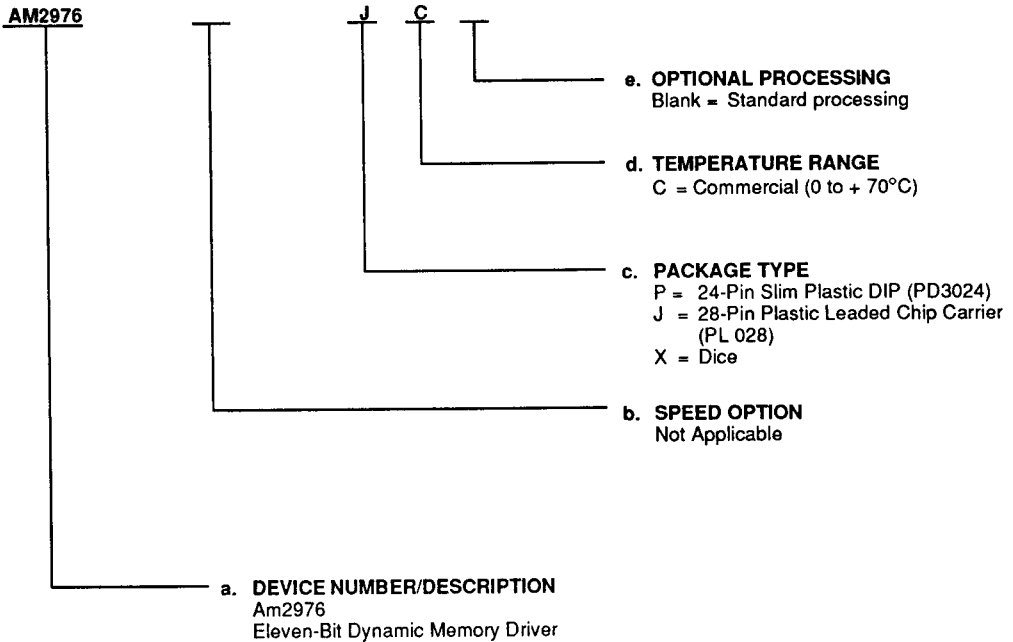 AM2976 J C
e. OPTIONAL PROCESSING
Blank = Standard processing
d. TEMPERATURE RANGE
C = Commercial (0 to + 70°C)
c. PACKAGE TYPE
P = 24-Pin Slim Plastic DIP (PD3024)
J = 28-Pin Plastic Leaded Chip Carrier
(PL 028)
X = Dice
b. SPEED OPTION
Not Applicable
a. DEVICE NUMBER/DESCRIPTION
Am2976
Eleven-Bit Dynamic Memory Driver